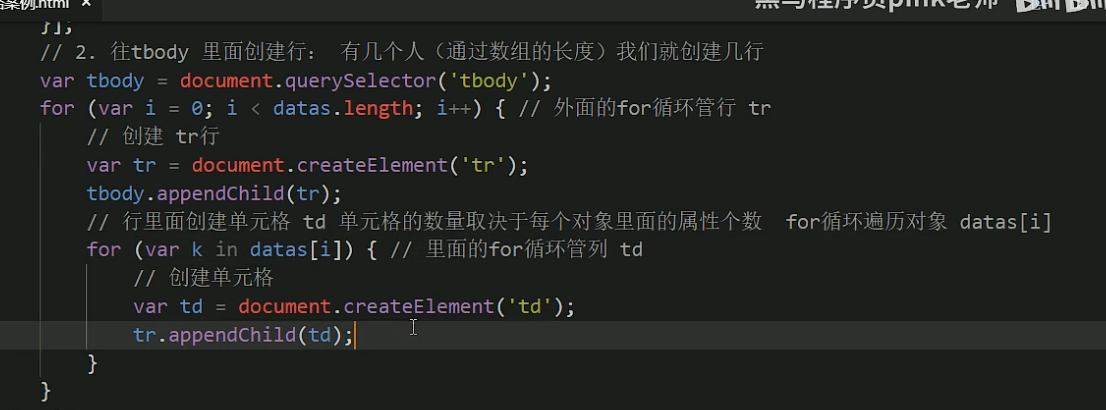 案例.html ×
黑马程序员pink老师
}];
// 2. 往tbody 里面创建行： 有几个人（通过数组的长度）我们就创建几行
var tbody = document.querySelector('tbody');
for (var i = 0; i < datas.length; i++) { // 外面的for循环管行 tr
// 创建 tr行
var tr = document.createElement('tr');
tbody.appendChild(tr);
// 行里面创建单元格 td 单元格的数量取决于每个对象里面的属性个数  for循环遍历对象 datas[i]
for (var k in datas[i]) { // 里面的for循环管列 td
// 创建单元格
var td = document.createElement('td');
tr.appendChild(td);
}
}